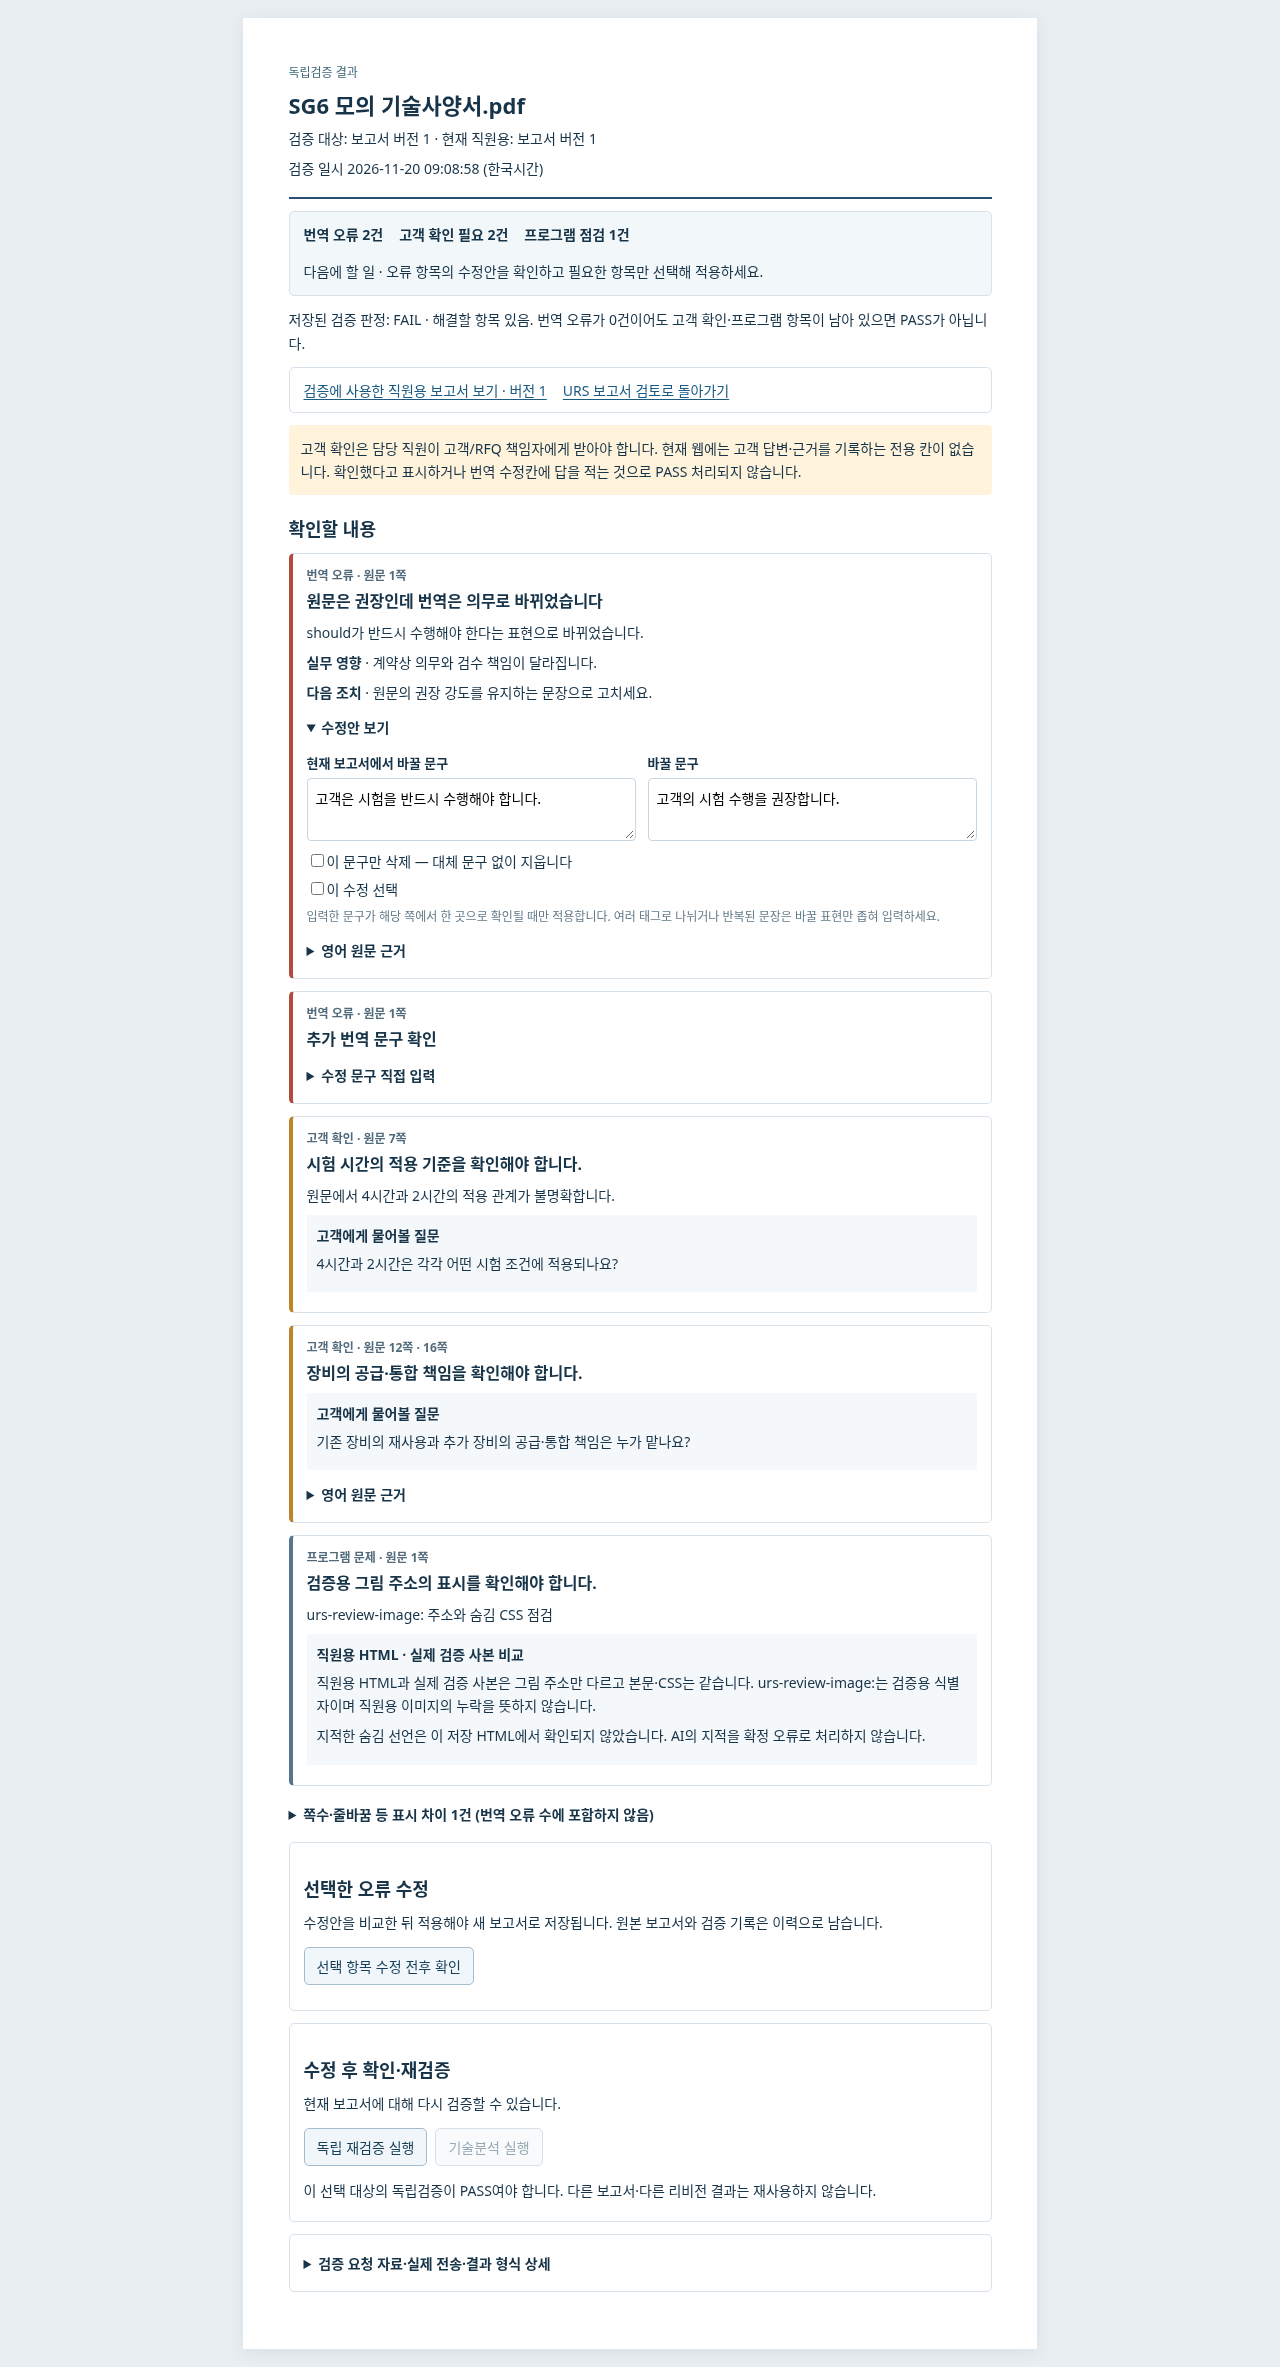 독립검증 결과
SG6 모의 기술사양서.pdf
검증 대상: 보고서 버전 1 · 현재 직원용: 보고서 버전 1
검증 일시 2026-11-20 09:08:58 (한국시간)
번역 오류 2건 고객 확인 필요 2건 프로그램 점검 1건
다음에 할 일 · 오류 항목의 수정안을 확인하고 필요한 항목만 선택해 적용하세요.
저장된 검증 판정: FAIL · 해결할 항목 있음. 번역 오류가 0건이어도 고객 확인·프로그램 항목이 남아 있으면 PASS가 아닙니
다.
검증에 사용한 직원용 보고서 보기 · 버전 1 URS 보고서 검토로 돌아가기
고객 확인은 담당 직원이 고객/RFQ 책임자에게 받아야 합니다. 현재 웹에는 고객 답변·근거를 기록하는 전용 칸이 없습
니다. 확인했다고 표시하거나 번역 수정칸에 답을 적는 것으로 PASS 처리되지 않습니다.
확인할 내용
번역 오류 · 원문 1쪽
원문은 권장인데 번역은 의무로 바뀌었습니다
should가 반드시 수행해야 한다는 표현으로 바뀌었습니다.
실무 영향 · 계약상 의무와 검수 책임이 달라집니다.
다음 조치 · 원문의 권장 강도를 유지하는 문장으로 고치세요.
▼ 수정안 보기
현재 보고서에서 바꿀 문구 바꿀 문구
고객은 시험을 반드시 수행해야 합니다. 고객의 시험 수행을 권장합니다.
이 문구만 삭제 — 대체 문구 없이 지웁니다
이 수정 선택
입력한 문구가 해당 쪽에서 한 곳으로 확인될 때만 적용합니다. 여러 태그로 나뉘거나 반복된 문장은 바꿀 표현만 좁혀 입력하세요.
▶ 영어 원문 근거
번역 오류 · 원문 1쪽
추가 번역 문구 확인
▶ 수정 문구 직접 입력
고객 확인 · 원문 7쪽
시험 시간의 적용 기준을 확인해야 합니다.
원문에서 4시간과 2시간의 적용 관계가 불명확합니다.
고객에게 물어볼 질문
4시간과 2시간은 각각 어떤 시험 조건에 적용되나요?
고객 확인 · 원문 12쪽 · 16쪽
장비의 공급·통합 책임을 확인해야 합니다.
고객에게 물어볼 질문
기존 장비의 재사용과 추가 장비의 공급·통합 책임은 누가 맡나요?
▶ 영어 원문 근거
프로그램 문제 · 원문 1쪽
검증용 그림 주소의 표시를 확인해야 합니다.
urs-review-image: 주소와 숨김 CSS 점검
직원용 HTML · 실제 검증 사본 비교
직원용 HTML과 실제 검증 사본은 그림 주소만 다르고 본문·CSS는 같습니다. urs-review-image:는 검증용 식별
자이며 직원용 이미지의 누락을 뜻하지 않습니다.
지적한 숨김 선언은 이 저장 HTML에서 확인되지 않았습니다. AI의 지적을 확정 오류로 처리하지 않습니다.
▶ 쪽수·줄바꿈 등 표시 차이 1건 (번역 오류 수에 포함하지 않음)
선택한 오류 수정
수정안을 비교한 뒤 적용해야 새 보고서로 저장됩니다. 원본 보고서와 검증 기록은 이력으로 남습니다.
선택 항목 수정 전후 확인
수정 후 확인·재검증
현재 보고서에 대해 다시 검증할 수 있습니다.
독립 재검증 실행 기술분석 실행
이 선택 대상의 독립검증이 PASS여야 합니다. 다른 보고서·다른 리비전 결과는 재사용하지 않습니다.
▶ 검증 요청 자료·실제 전송·결과 형식 상세